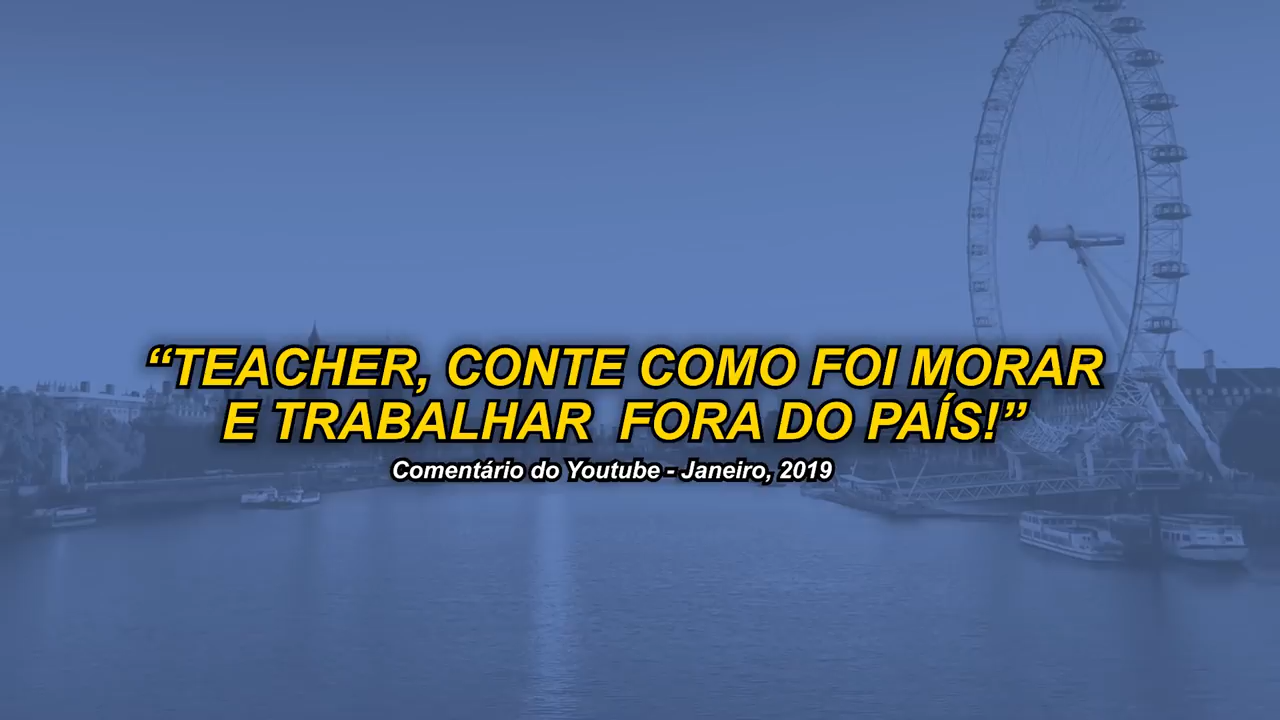 “TEACHER, CONTE COMO FOI MORAR
E TRABALHAR FORA DO PAÍS!”
Comentário do Youtube - Janeiro, 2019